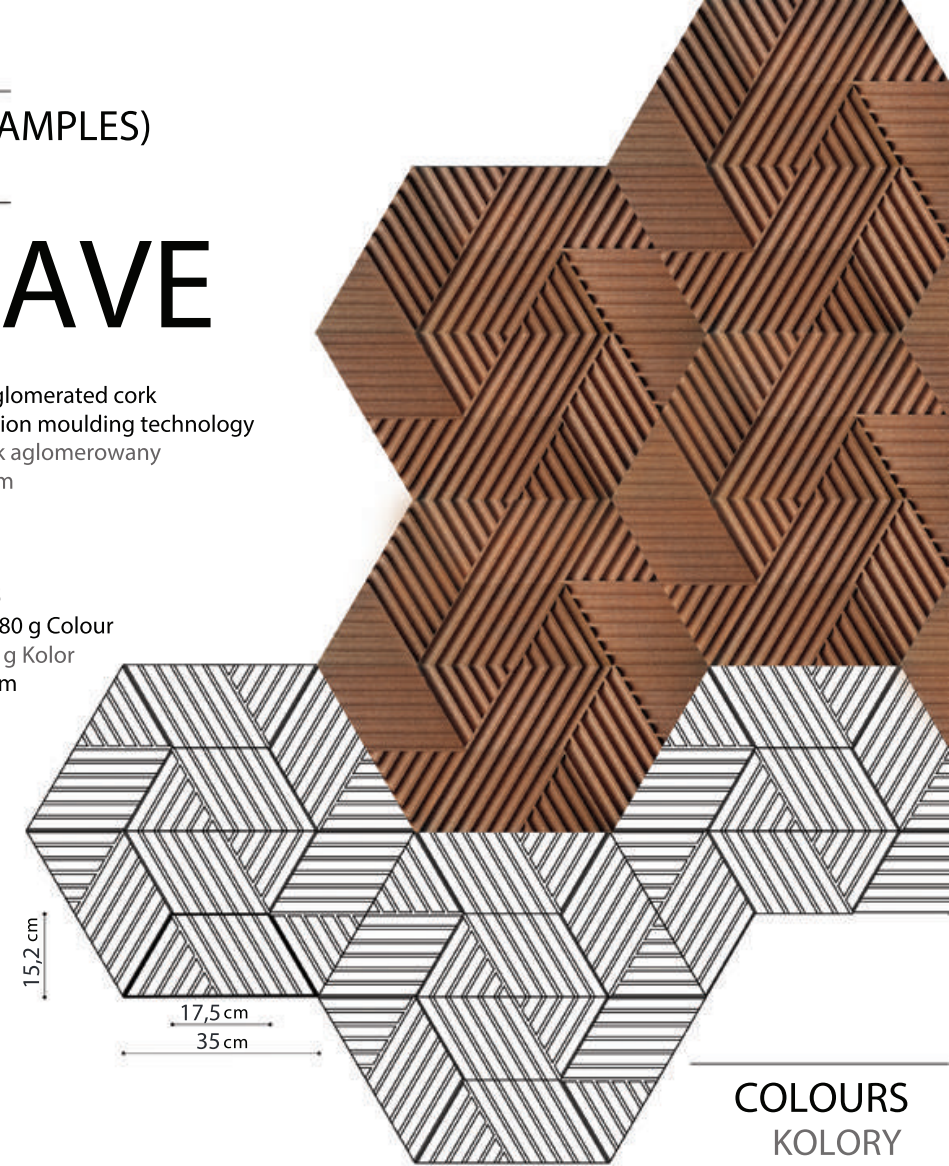 AMPLES)
AVE
glomerated cork
ion moulding technology
k aglomerowany
m
80 g Colour
g Kolor
m
15,2 cm
17,5 cm
35 cm
COLOURS
KOLORY